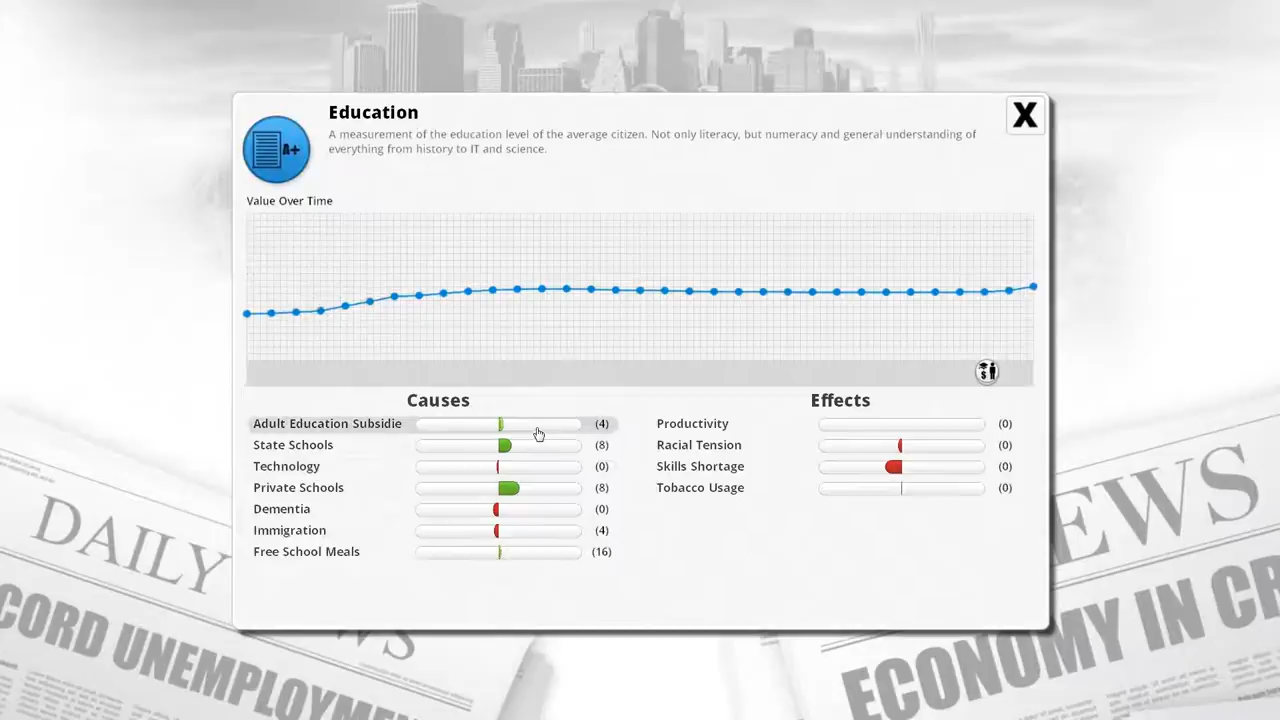 Education
A+
A measurement of the education level of the average citizen. Not only literacy, but numeracy and general understanding
everything from history to IT and science.
X
Value Over Time
$
Causes
Effects
Adult Education Subsidie (4)
Productivity (0)
State Schools (8)
Racial Tension (0)
Technology (0)
Skills Shortage (0)
Private Schools (8)
Tobacco Usage (0)
Dementia (0)
Immigration (4)
Free School Meals (16)
DAILY
NEWS
CORD UNEMPLOYME
ECONOMY IN CR